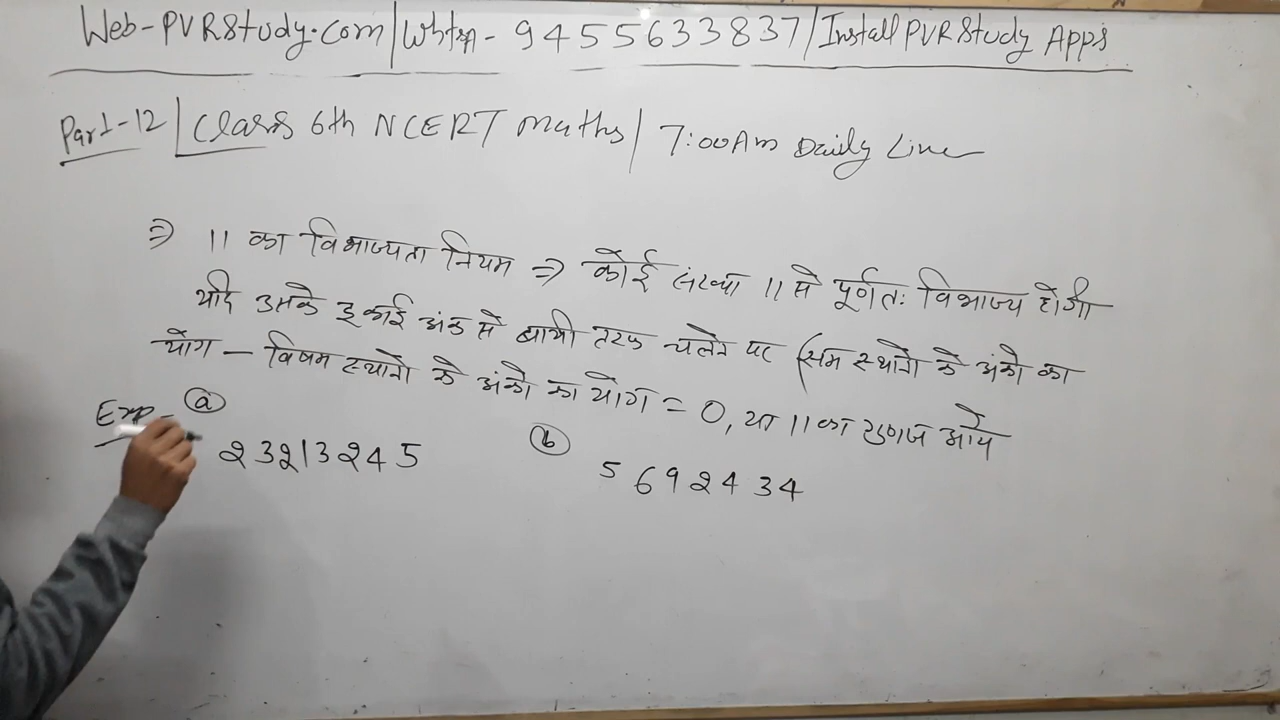 Web-PVRStudy.com/Whtsp-9455633837/Install PVRStudy Apps
Part-12 | Class 6th NCERT Maths/ 7:00Am Daily Live
⇒ 11 का विभाज्यता नियम ⇒ कोई संख्या 11 से पूर्णतः विभाज्य होगी
यदि उसके इकाई अंक से बायी तरफ चलने पर (सम स्थानो के अंको का
योग - विषम स्थानो के अंको का योग = 0, या 11 का गुणज आये
Exp- (a) (b)
23213245 5692434